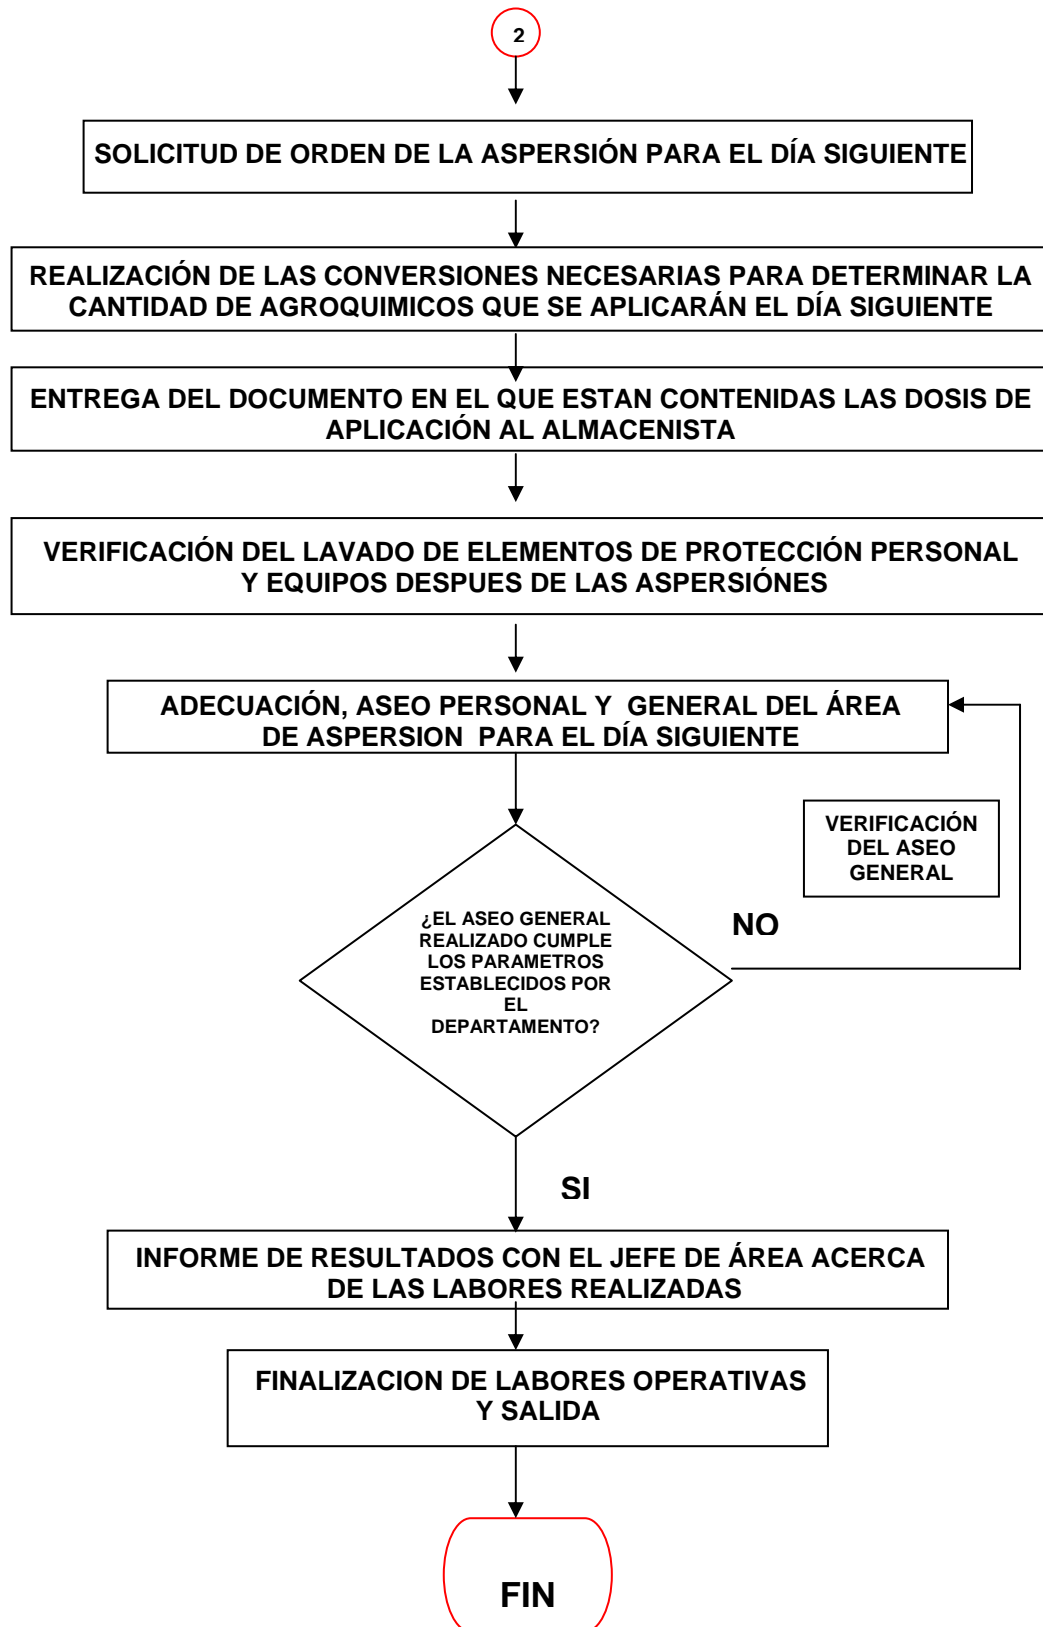 2
SOLICITUD DE ORDEN DE LA ASPERSIÓN PARA EL DÍA SIGUIENTE
REALIZACIÓN DE LAS CONVERSIONES NECESARIAS PARA DETERMINAR LA
CANTIDAD DE AGROQUIMICOS QUE SE APLICARÁN EL DÍA SIGUIENTE
ENTREGA DEL DOCUMENTO EN EL QUE ESTAN CONTENIDAS LAS DOSIS DE
APLICACIÓN AL ALMACENISTA
VERIFICACIÓN DEL LAVADO DE ELEMENTOS DE PROTECCIÓN PERSONAL
Y EQUIPOS DESPUES DE LAS ASPERSIÓNES
ADECUACIÓN, ASEO PERSONAL Y GENERAL DEL ÁREA
DE ASPERSION PARA EL DÍA SIGUIENTE
VERIFICACIÓN
DEL ASEO
GENERAL
¿EL ASEO GENERAL
REALIZADO CUMPLE
LOS PARAMETROS
ESTABLECIDOS POR
EL
DEPARTAMENTO?
NO
SI
INFORME DE RESULTADOS CON EL JEFE DE ÁREA ACERCA
DE LAS LABORES REALIZADAS
FINALIZACION DE LABORES OPERATIVAS
Y SALIDA
FIN